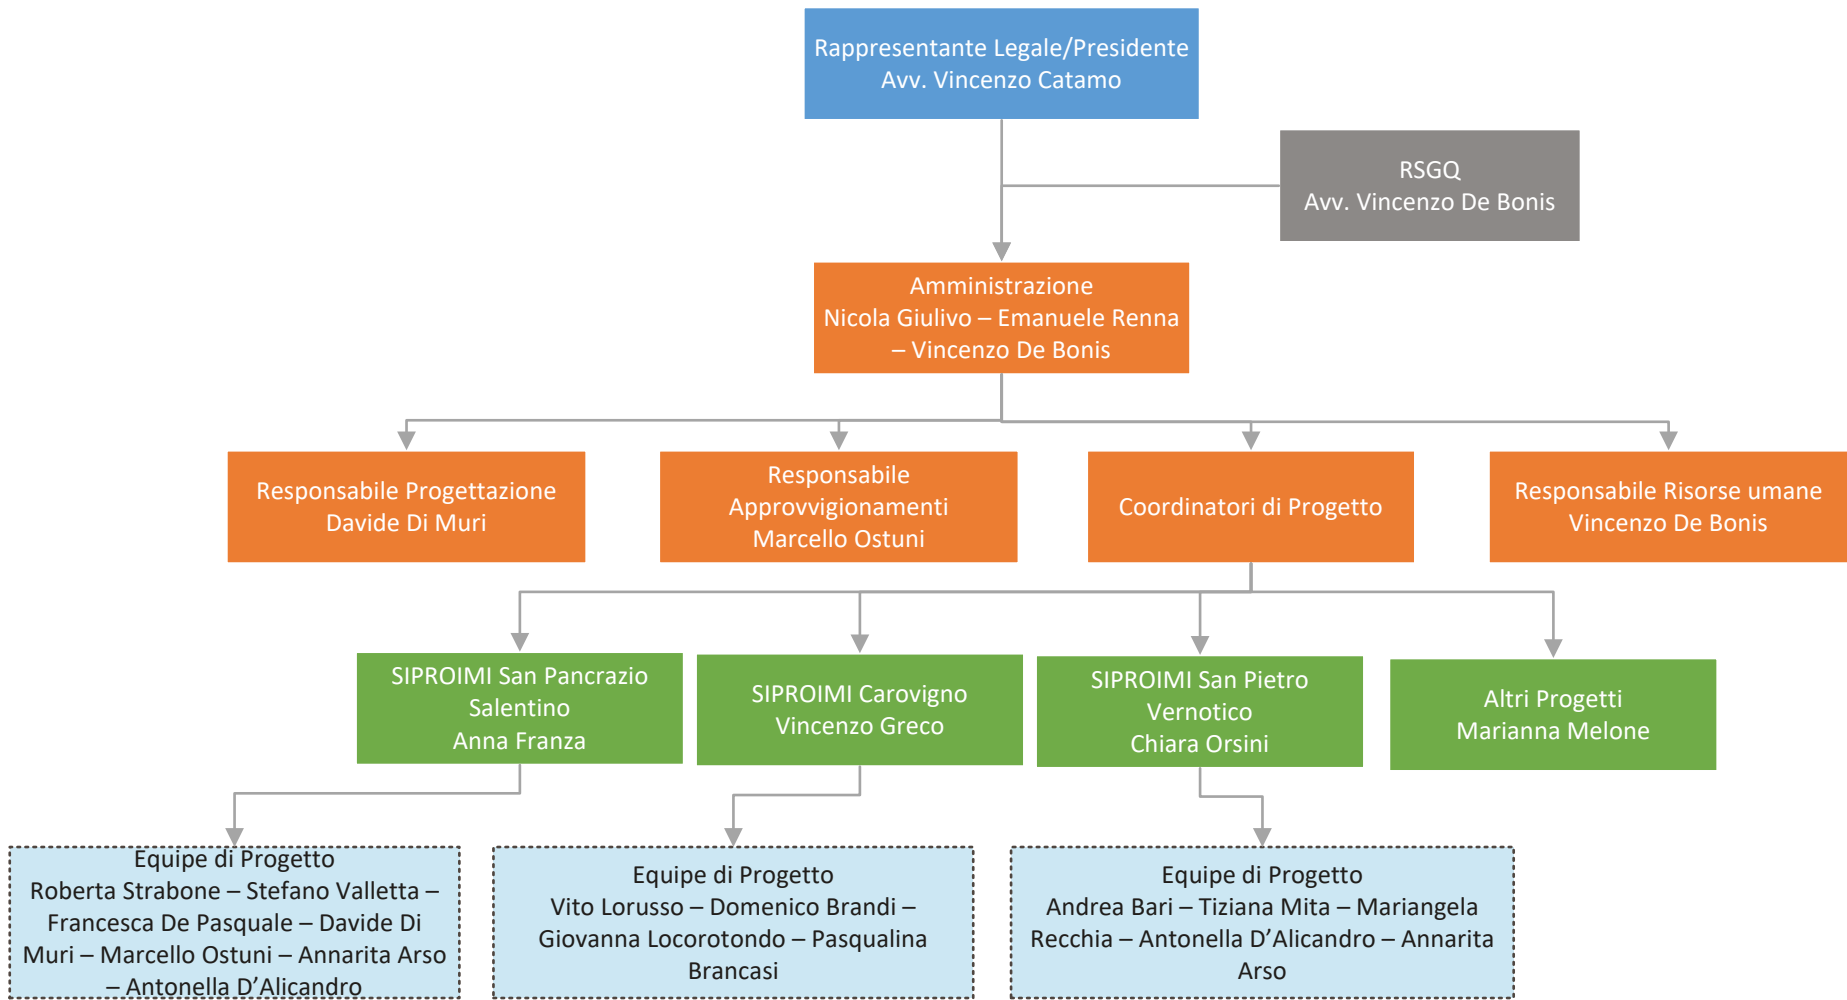 Rappresentante Legale/Presidente
Avv. Vincenzo Catamo
RSGQ
Avv. Vincenzo De Bonis
Amministrazione
Nicola Giulivo – Emanuele Renna
– Vincenzo De Bonis
Responsabile Progettazione
Davide Di Muri
Responsabile
Approvvigionamenti
Marcello Ostuni
Coordinatori di Progetto
Responsabile Risorse umane
Vincenzo De Bonis
SIPROIMI San Pancrazio
Salentino
Anna Franza
SIPROIMI Carovigno
Vincenzo Greco
SIPROIMI San Pietro
Vernotico
Chiara Orsini
Altri Progetti
Marianna Melone
Equipe di Progetto
Roberta Strabone – Stefano Valletta –
Francesca De Pasquale – Davide Di
Muri – Marcello Ostuni – Annarita Arso
– Antonella D’Alicandro
Equipe di Progetto
Vito Lorusso – Domenico Brandi –
Giovanna Locorotondo – Pasqualina
Brancasi
Equipe di Progetto
Andrea Bari – Tiziana Mita – Mariangela
Recchia – Antonella D’Alicandro – Annarita
Arso